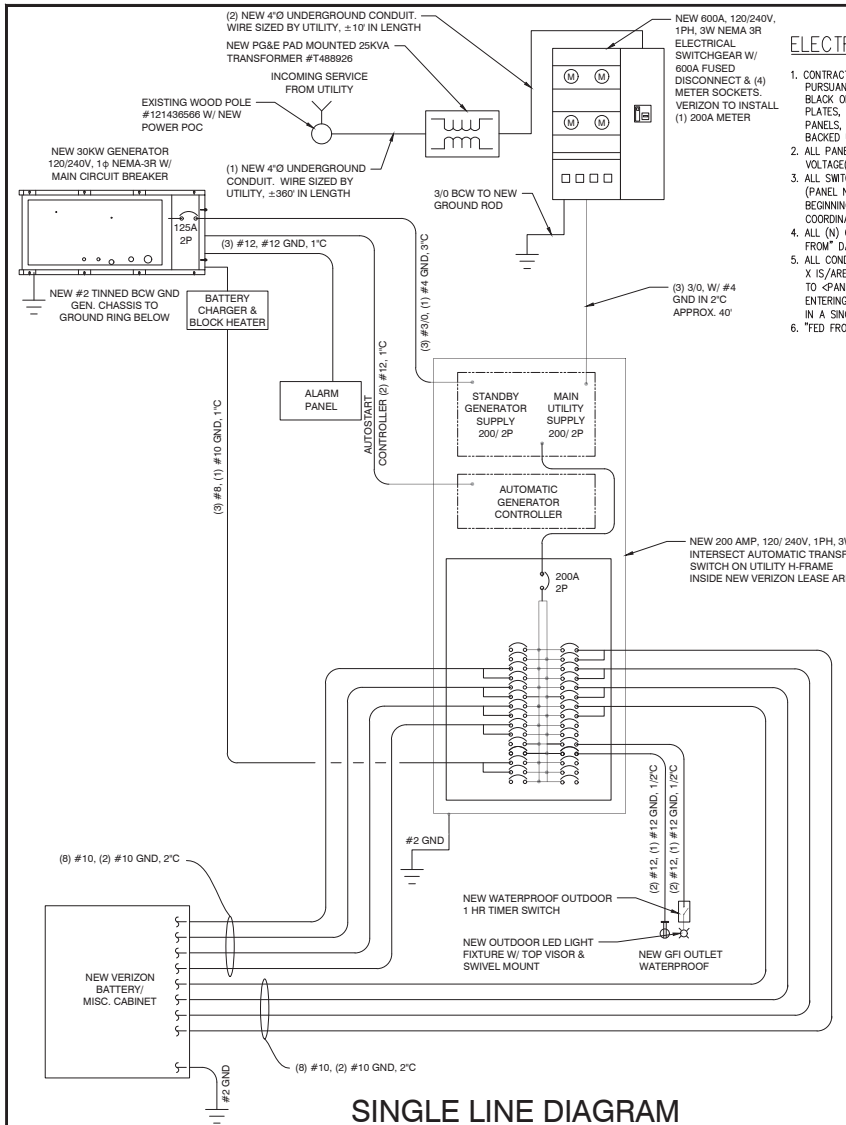 (2) NEW 4"Ø UNDERGROUND CONDUIT.
WIRE SIZED BY UTILITY, ±10' IN LENGTH
NEW PG&E PAD MOUNTED 25KVA
TRANSFORMER #T488926
INCOMING SERVICE
FROM UTILITY
EXISTING WOOD POLE
#121436566 W/ NEW
POWER POC
NEW 600A, 120/240V,
1PH, 3W NEMA 3R
ELECTRICAL
SWITCHGEAR W/
600A FUSED
DISCONNECT & (4)
METER SOCKETS.
VERIZON TO INSTALL
(1) 200A METER
M
M
M
M
ELECTR
1. CONTRACT
PURSUAN
BLACK O
PLATES,
PANELS,
BACKED
2. ALL PANE
VOLTAGE(
3. ALL SWIT
(PANEL N
BEGINNIN
COORDINA
4. ALL (N)
FROM" DA
5. ALL COND
X IS/ARE
TO <PAN
ENTERING
IN A SING
6. "FED FRO
NEW 30KW GENERATOR
120/240V, 1ϕ NEMA-3R W/
MAIN CIRCUIT BREAKER
(1) NEW 4"Ø UNDERGROUND
CONDUIT. WIRE SIZED BY
UTILITY, ±360' IN LENGTH
3/0 BCW TO NEW
GROUND ROD
125A
2P
(3) #12, #12 GND, 1"C
NEW #2 TINNED BCW GND
GEN. CHASSIS TO
GROUND RING BELOW
BATTERY
CHARGER &
BLOCK HEATER
(3) #3/0, (1) #4 GND, 3"C
(3) 3/0, W/ #4
GND IN 2"C
APPROX. 40'
ALARM
PANEL
AUTOSTART
CONTROLLER (2) #12, 1"C
(3) #8, (1) #10 GND, 1"C
STANDBY
GENERATOR
SUPPLY
200/ 2P
MAIN
UTILITY
SUPPLY
200/ 2P
AUTOMATIC
GENERATOR
CONTROLLER
NEW 200 AMP, 120/ 240V, 1PH, 3W
INTERSECT AUTOMATIC TRANSF
SWITCH ON UTILITY H-FRAME
INSIDE NEW VERIZON LEASE AR
200A
2P
#2 GND
(2) #12, (1) #12 GND, 1/2"C
(2) #12, (1) #12 GND, 1/2"C
(8) #10, (2) #10 GND, 2"C
NEW WATERPROOF OUTDOOR
1 HR TIMER SWITCH
NEW OUTDOOR LED LIGHT
FIXTURE W/ TOP VISOR &
SWIVEL MOUNT
NEW GFI OUTLET
WATERPROOF
NEW VERIZON
BATTERY/
MISC. CABINET
(8) #10, (2) #10 GND, 2"C
#2 GND
SINGLE LINE DIAGRAM